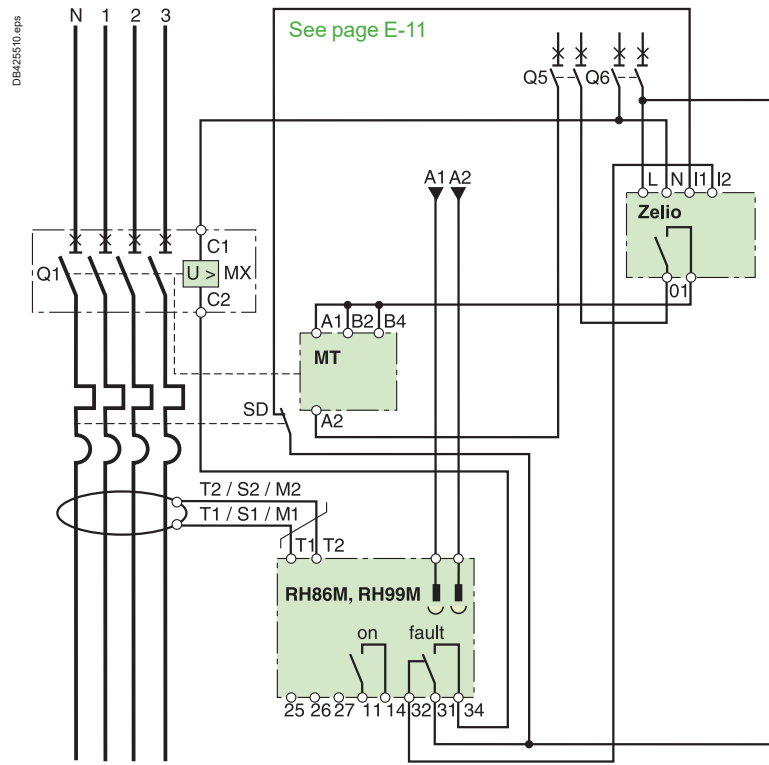 DB425510.eps
N 1 2 3
See page E-11
Q5 Q6
A1 A2
L N I1 I2
Zelio
C1
Q1 U > MX
C2
01
A1 B2 B4
MT
SD
A2
T2 / S2 / M2
T1 / S1 / M1
T1 T2
RH86M, RH99M
on fault
25 26 27 11 14 32 31 34